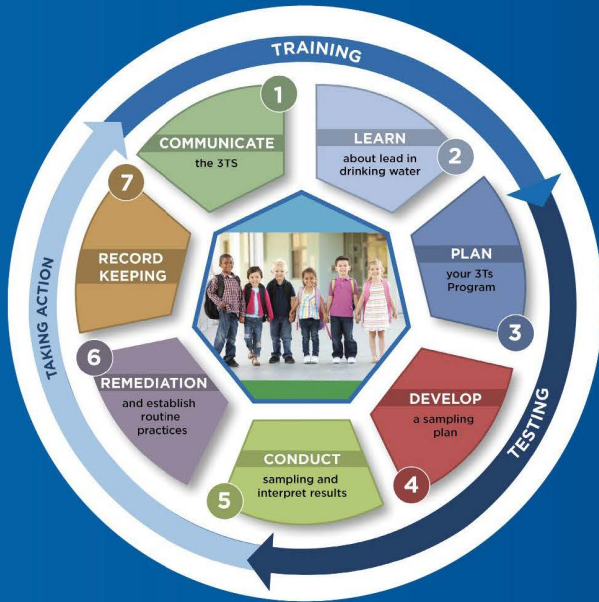 TRAINING
1
COMMUNICATE
the 3TS
2
LEARN
about lead in
drinking water
3
PLAN
your 3Ts
Program
TESTING
4
DEVELOP
a sampling
plan
5
CONDUCT
sampling and
interpret results
TAKING ACTION
6
REMEDIATION
and establish
routine
practices
7
RECORD
KEEPING